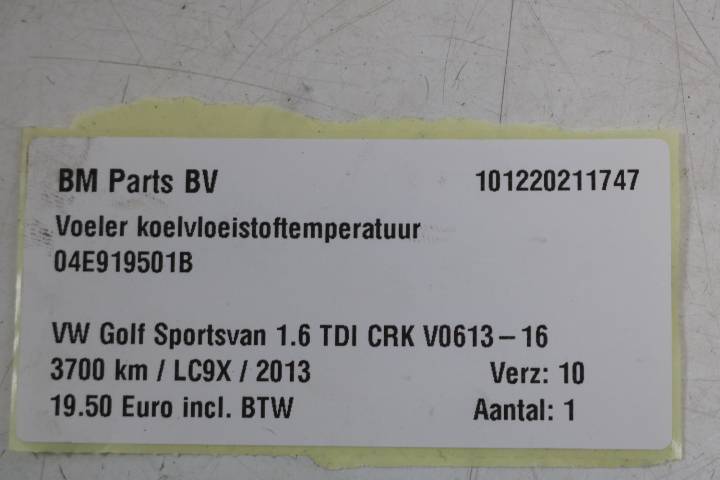 BM Parts BV 101220211747
Voeler koelvloeistoftemperatuur
04E919501B
VW Golf Sportsvan 1.6 TDI CRK V0613-16
3700 km / LC9X / 2013 Verz: 10
19.50 Euro incl. BTW Aantal: 1